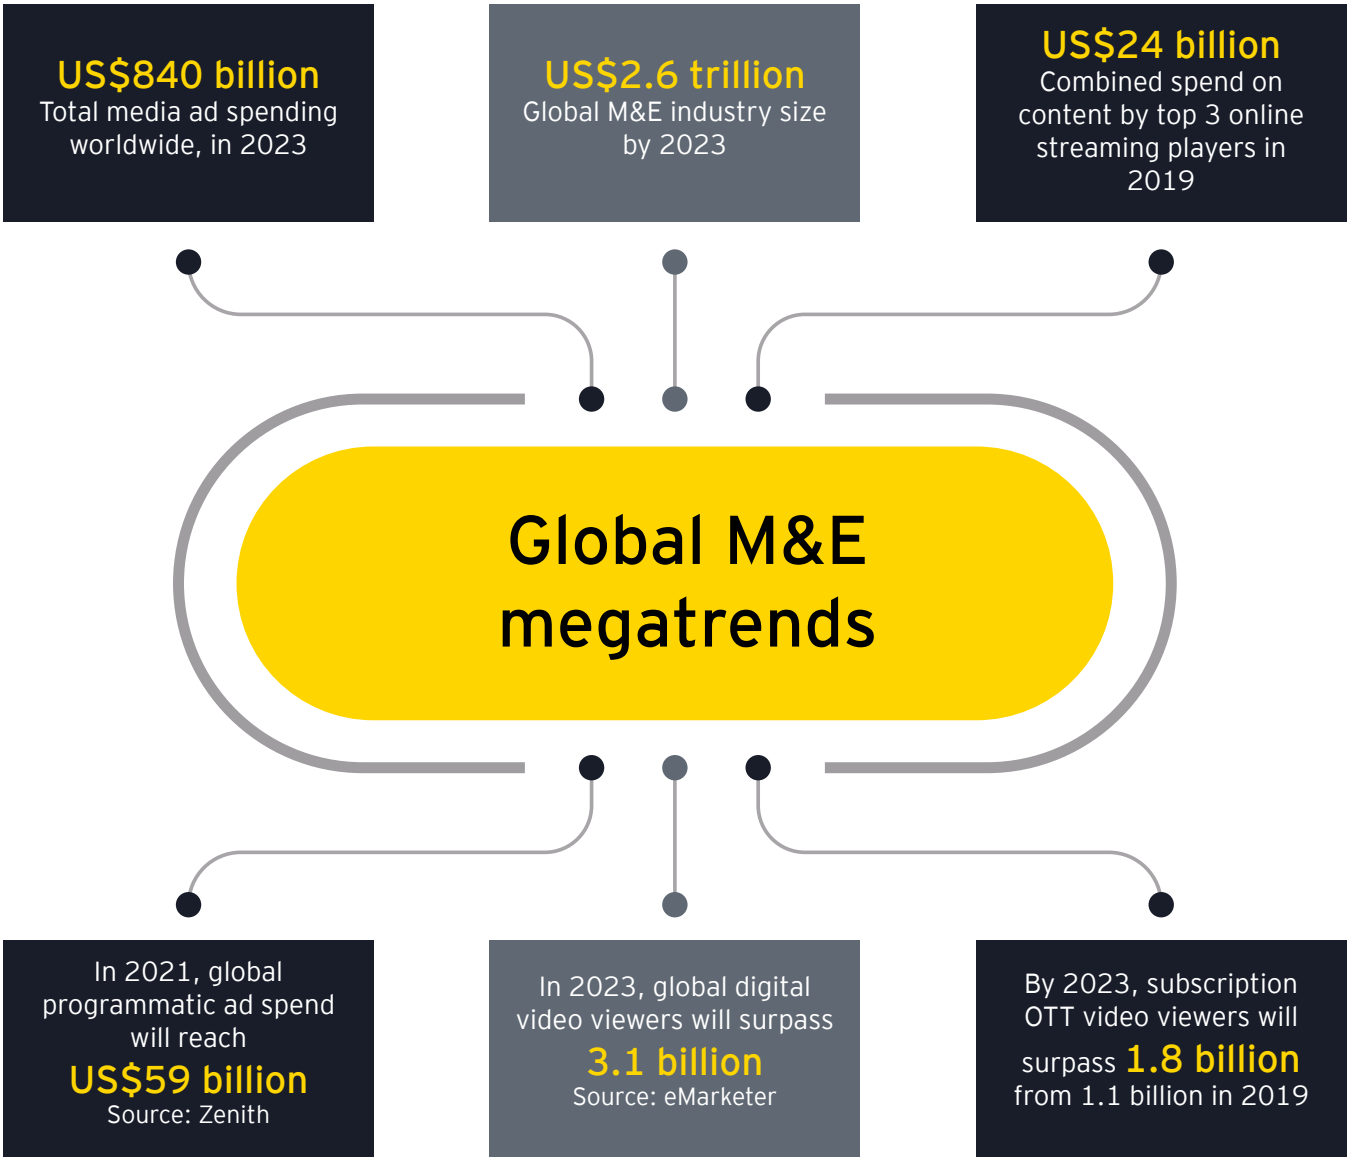 US$840 billion
Total media ad spending
worldwide, in 2023
US$2.6 trillion
Global M&E industry size
by 2023
US$24 billion
Combined spend on
content by top 3 online
streaming players in
2019
Global M&E
megatrends
In 2021, global
programmatic ad spend
will reach
US$59 billion
Source: Zenith
In 2023, global digital
video viewers will surpass
3.1 billion
Source: eMarketer
By 2023, subscription
OTT video viewers will
surpass 1.8 billion
from 1.1 billion in 2019